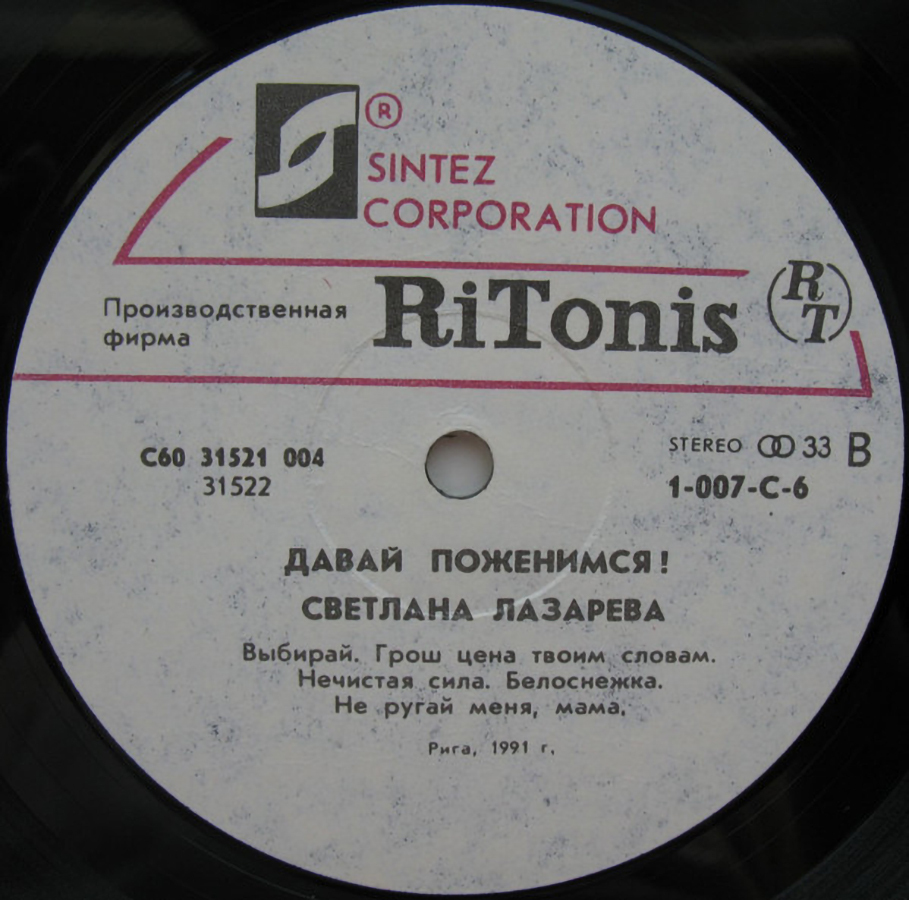 ®
SINTEZ
CORPORATION
Производственная
фирма
RiTonis
RT
С60 31521 004
31522
STEREO 33 B
1-007-C-6
ДАВАЙ ПОЖЕНИМСЯ!
СВЕТЛАНА ЛАЗАРЕВА
Выбирай. Грош цена твоим словам.
Нечистая сила. Белоснежка.
Не ругай меня, мама.
Рига, 1991 г.